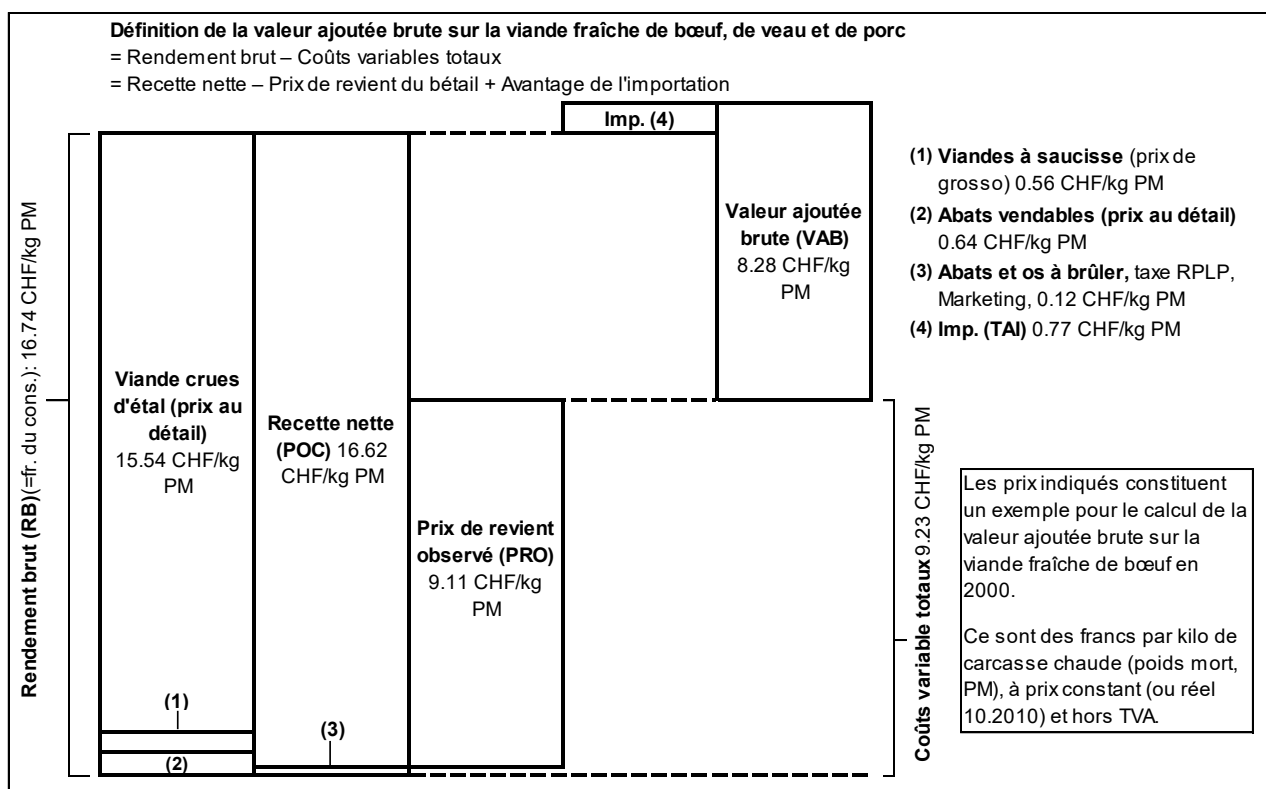 Définition de la valeur ajoutée brute sur la viande fraîche de bœuf, de veau et de porc
= Rendement brut – Coûts variables totaux
= Recette nette – Prix de revient du bétail + Avantage de l'importation
Rendement brut (RB)(=fr. du cons.): 16.74 CHF/kg PM
Viande crues
d'étal (prix au
détail)
15.54 CHF/kg
PM
(1)
(2)
Recette nette
(POC) 16.62
CHF/kg PM
(3)
Prix de revient
observé (PRO)
9.11 CHF/kg
PM
Imp. (4)
Valeur ajoutée
brute (VAB)
8.28 CHF/kg
PM
Coûts variable totaux 9.23 CHF/kg PM
(1) Viandes à saucisse (prix de
grosso) 0.56 CHF/kg PM
(2) Abats vendables (prix au détail)
0.64 CHF/kg PM
(3) Abats et os à brûler, taxe RPLP,
Marketing, 0.12 CHF/kg PM
(4) Imp. (TAI) 0.77 CHF/kg PM
Les prix indiqués constituent
un exemple pour le calcul de la
valeur ajoutée brute sur la
viande fraîche de bœuf en
2000.
Ce sont des francs par kilo de
carcasse chaude (poids mort,
PM), à prix constant (ou réel
10.2010) et hors TVA.